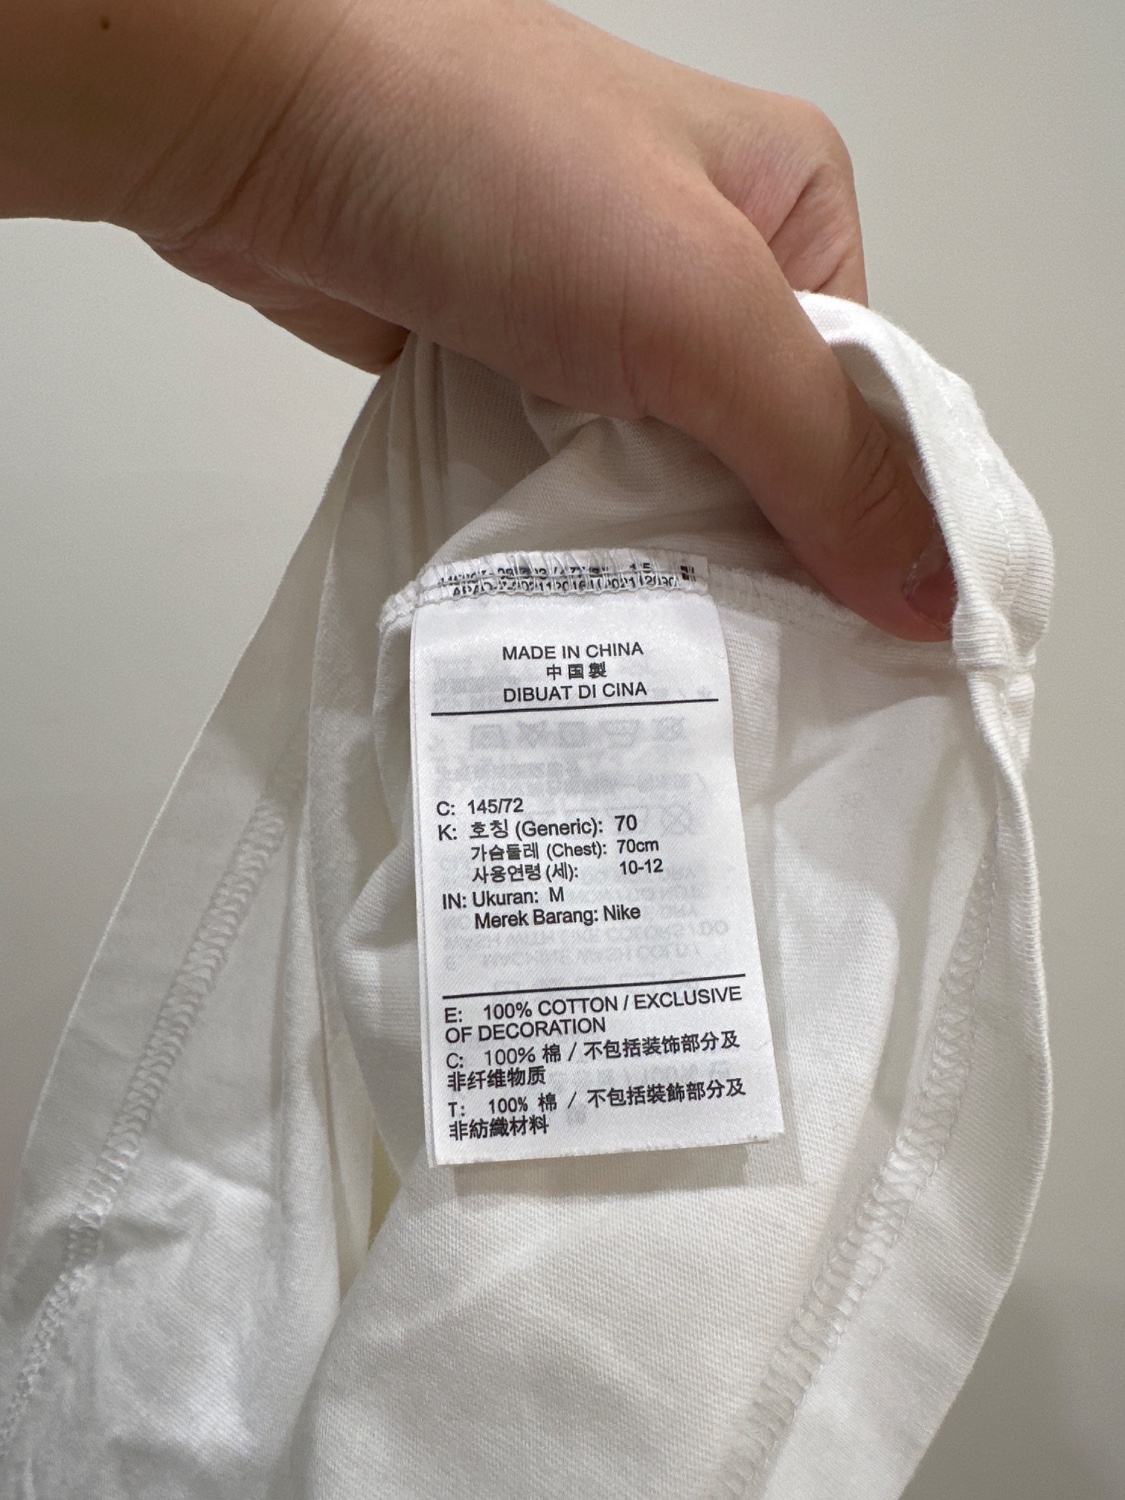 MADE IN CHINA
中国製
DIBUAT DI CINA
C: 145/72
K: 호칭 (Generic): 70
가슴둘레 (Chest): 70cm
사용연령 (세): 10-12
IN: Ukuran: M
Merek Barang: Nike
E: 100% COTTON / EXCLUSIVE
OF DECORATION
C: 100% 棉 / 不包括装饰部分及
非纤维物质
T: 100% 棉 / 不包括裝飾部分及
非紡織材料